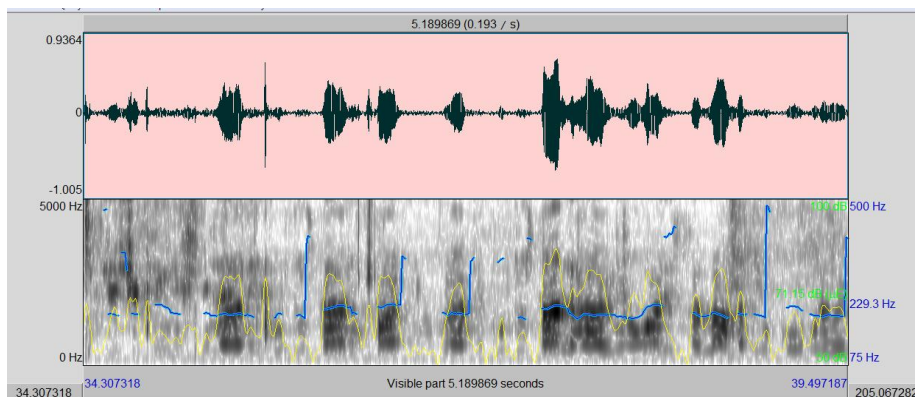 5.189869 (0.193 / s)
0.9364
0
-1.005
5000 Hz
500 Hz
229.3 Hz
0 Hz
75 Hz
34.307318
Visible part 5.189869 seconds
39.497187
34.307318
205.067282